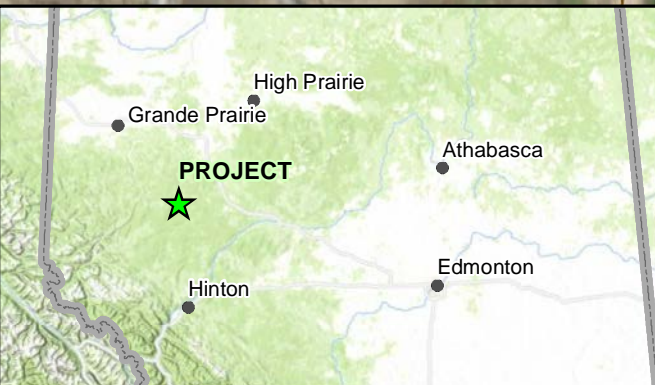 High Prairie
Grande Prairie
Athabasca
PROJECT
Edmonton
Hinton